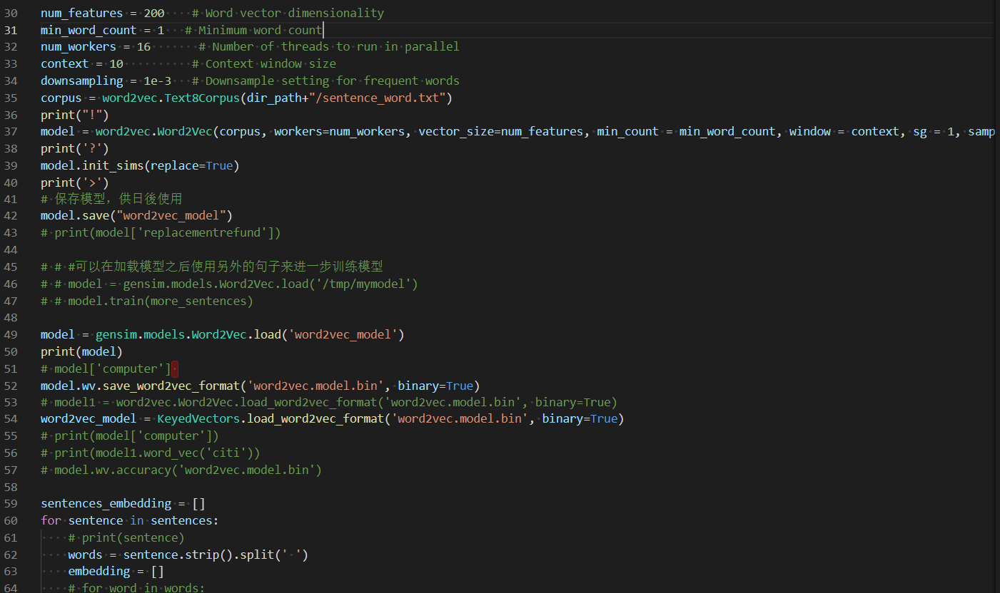 30 num_features = 200    # Word vector dimensionality
31 min_word_count = 1   # Minimum word count
32 num_workers = 16       # Number of threads to run in parallel
33 context = 10          # Context window size
34 downsampling = 1e-3   # Downsample setting for frequent words
35 corpus = word2vec.Text8Corpus(dir_path+"/sentence_word.txt")
36 print("!")
37 model = word2vec.Word2Vec(corpus, workers=num_workers, vector_size=num_features, min_count = min_word_count, window = context, sg = 1, samp
38 print('?')
39 model.init_sims(replace=True)
40 print('>')
41 # 保存模型，供日後使用
42 model.save("word2vec_model")
43 # print(model['replacementrefund'])
44
45 # # #可以在加载模型之后使用另外的句子来进一步训练模型
46 # # model = gensim.models.Word2Vec.load('/tmp/mymodel')
47 # # model.train(more_sentences)
48
49 model = gensim.models.Word2Vec.load('word2vec_model')
50 print(model)
51 # model['computer']
52 model.wv.save_word2vec_format('word2vec.model.bin', binary=True)
53 # model1 = word2vec.Word2Vec.load_word2vec_format('word2vec.model.bin', binary=True)
54 word2vec_model = KeyedVectors.load_word2vec_format('word2vec.model.bin', binary=True)
55 # print(model['computer'])
56 # print(model1.word_vec('citi'))
57 # model.wv.accuracy('word2vec.model.bin')
58
59 sentences_embedding = []
60 for sentence in sentences:
61     # print(sentence)
62     words = sentence.strip().split(' ')
63     embedding = []
64     # for word in words: